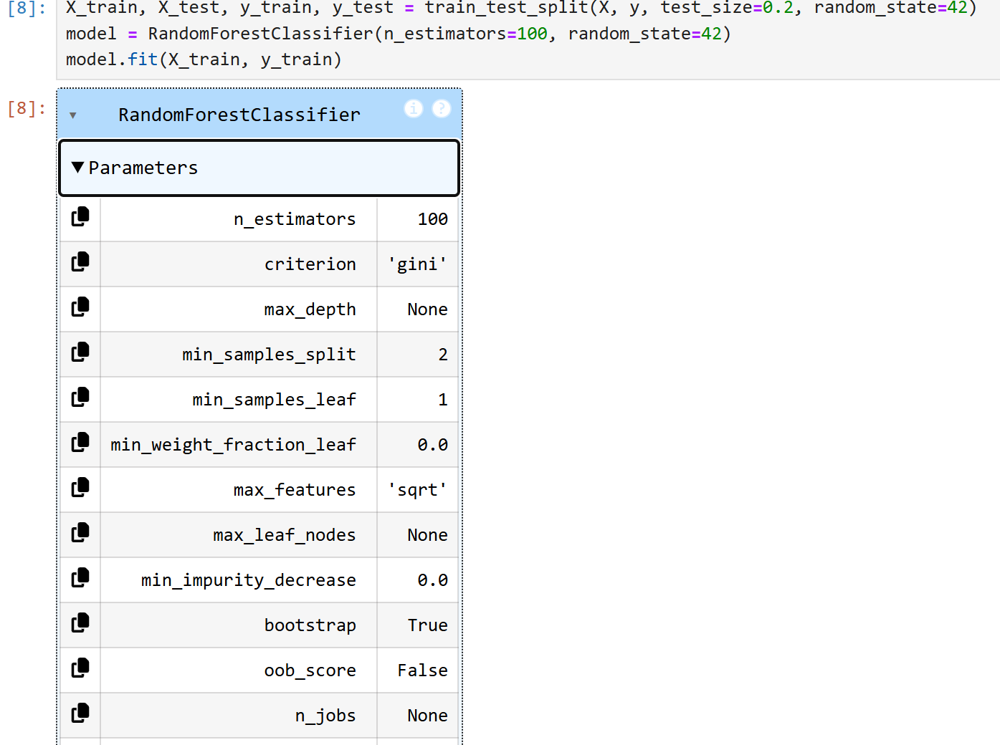 [8]: X_train, X_test, y_train, y_test = train_test_split(X, y, test_size=0.2, random_state=42)
model = RandomForestClassifier(n_estimators=100, random_state=42)
model.fit(X_train, y_train)
[8]: ▾ RandomForestClassifier i ?
▼ Parameters
n_estimators 100
criterion 'gini'
max_depth None
min_samples_split 2
min_samples_leaf 1
min_weight_fraction_leaf 0.0
max_features 'sqrt'
max_leaf_nodes None
min_impurity_decrease 0.0
bootstrap True
oob_score False
n_jobs None